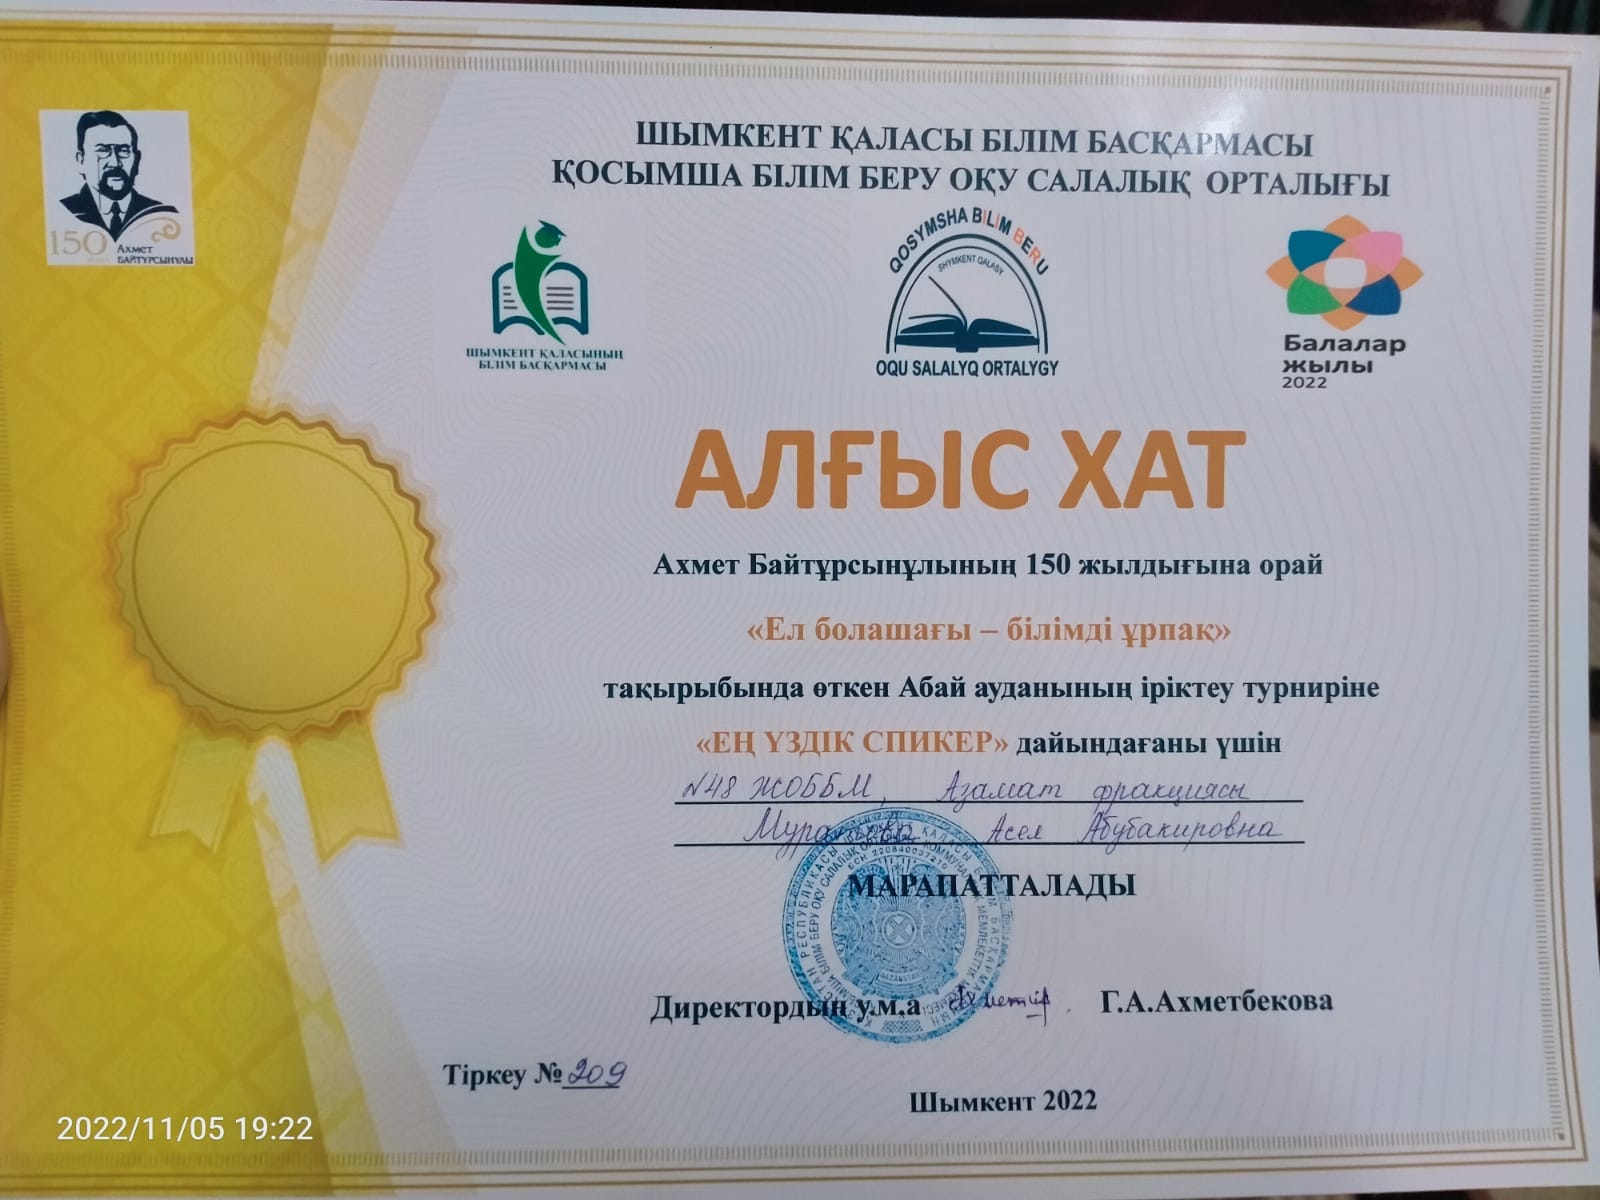 ШЫМКЕНТ ҚАЛАСЫ БІЛІМ БАСҚАРМАСЫ
ҚОСЫМША БІЛІМ БЕРУ ОҚУ САЛАЛЫҚ ОРТАЛЫҒЫ
150
Ахмет
БАЙТҰРСЫНҰЛЫ
ШЫМКЕНТ ҚАЛАСЫНЫҢ
БІЛІМ БАСҚАРМАСЫ
QOSYMSHA BILIM BERU
SHYMKENT QALASY
OQU SALALYQ ORTALYGY
Балалар
жылы
2022
АЛҒЫС ХАТ
Ахмет Байтұрсынұлының 150 жылдығына орай
«Ел болашағы – білімді ұрпақ»
тақырыбында өткен Абай ауданының іріктеу турниріне
«ЕҢ ҮЗДІК СПИКЕР» дайындағаны үшін
№48 ЖОББМ, Азамат фракциясы
Асел Абубакировна
МАРАПАТТАЛАДЫ
Директордың у.м.а Г.А.Ахметбекова
Тіркеу №209
Шымкент 2022
2022/11/05 19:22